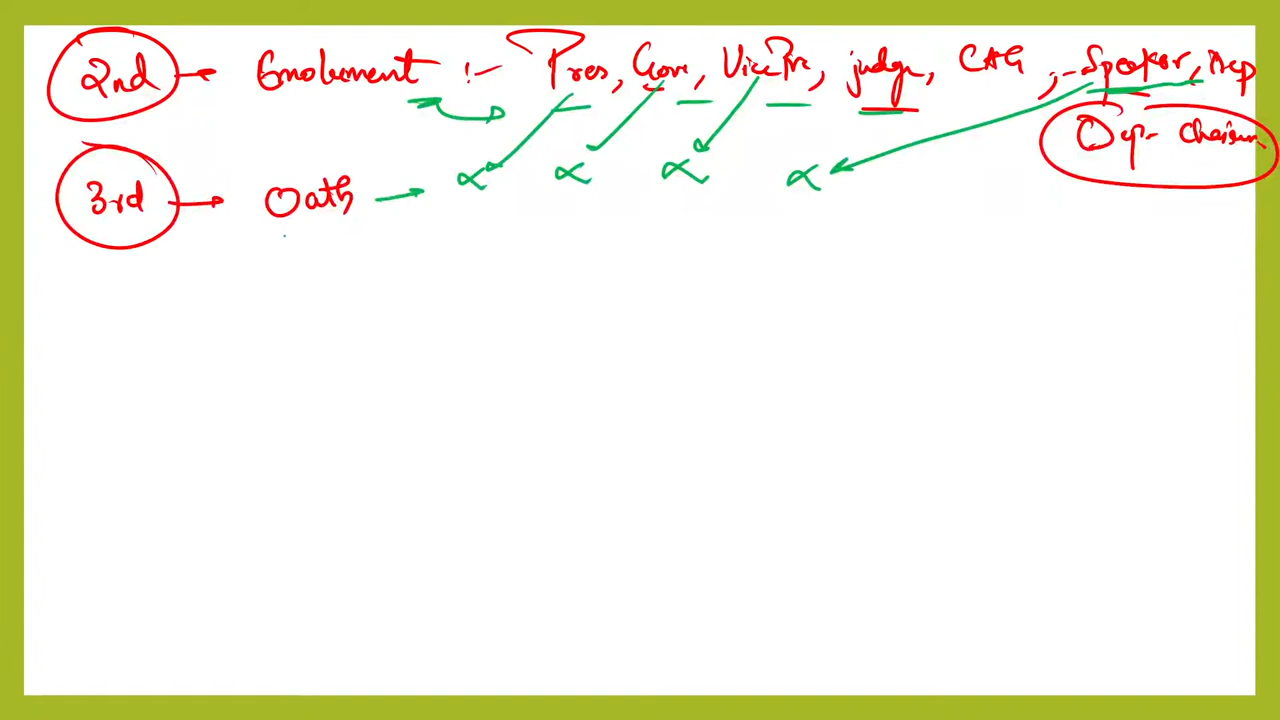 2nd → Emolument :- Pres, Gov, Vice Pr, judge, CAG, Speaker, Dep
Dep. Chairm
3rd → Oath → α α α α